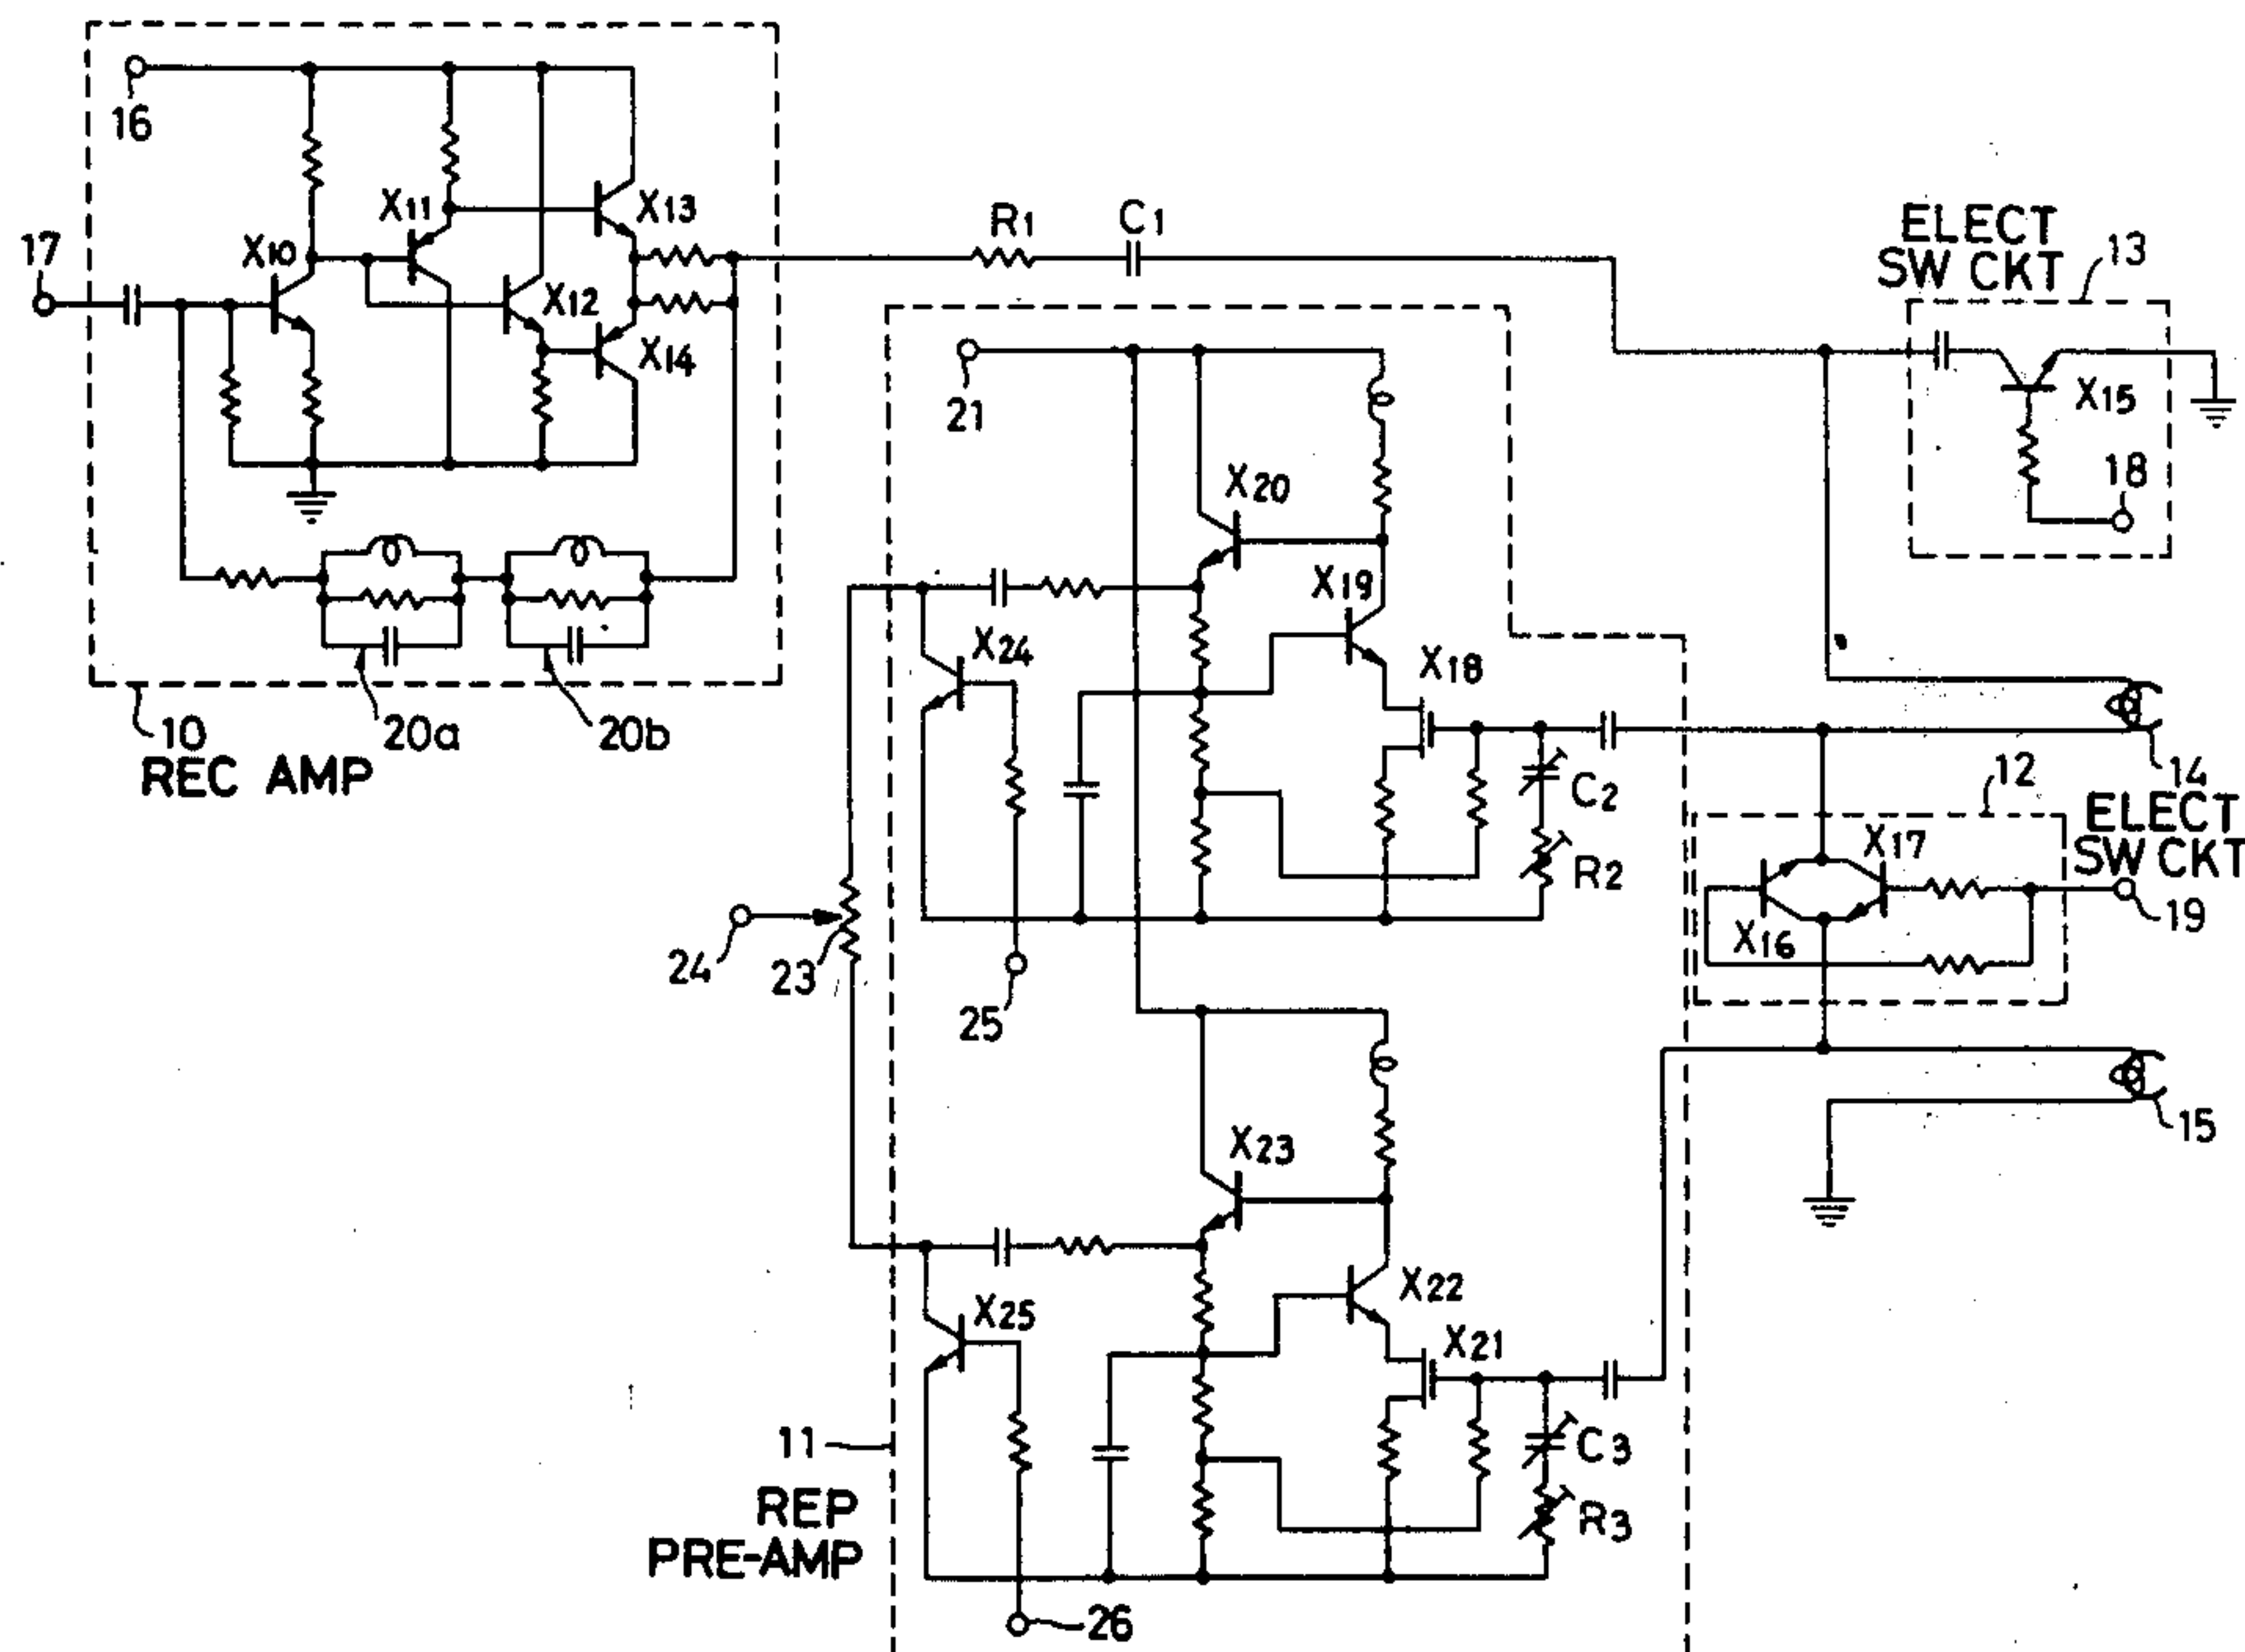 16
17
X10
X11
X12
X13
X14
R1
C1
ELECT
SW CKT
13
X15
18
21
X20
X19
X18
X24
10
REC AMP
20a
20b
C2
R2
14
12
ELECT
SW CKT
X17
X16
19
24
23
25
15
X23
X22
X25
X21
C3
R3
11
REP
PRE-AMP
26